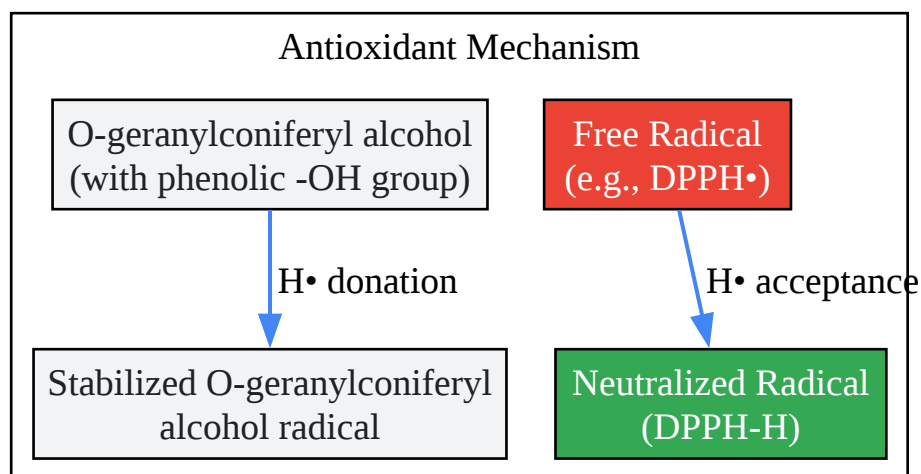 Antioxidant Mechanism
O-geranylconiferyl alcohol
(with phenolic -OH group)
Free Radical
(e.g., DPPH•)
H• donation
H• acceptance
Stabilized O-geranylconiferyl
alcohol radical
Neutralized Radical
(DPPH-H)